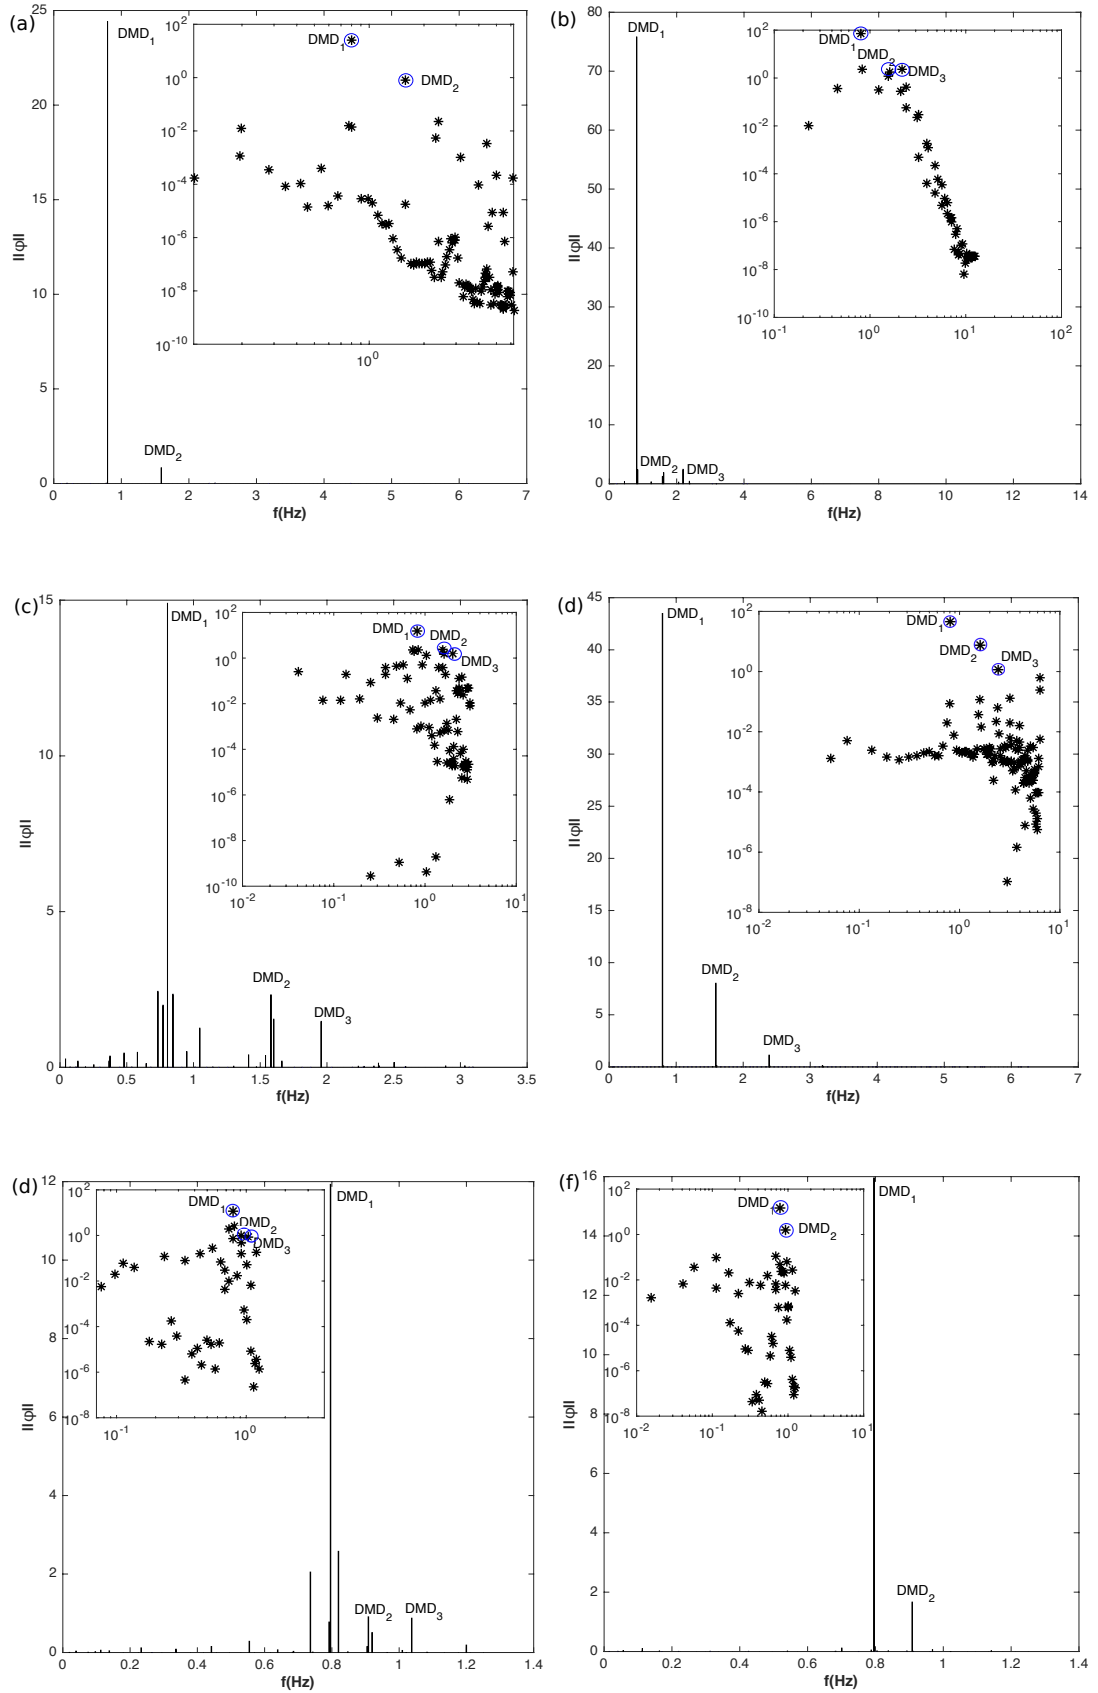 (a)
25
20
15
10
5
0
0 1 2 3 4 5 6 7
f(Hz)
||φ||
DMD1
DMD2
10^2
10^0
10^-2
10^-4
10^-6
10^-8
10^-10
10^0
DMD1
DMD2
(b)
80
70
60
50
40
30
20
10
0
0 2 4 6 8 10 12 14
f(Hz)
||φ||
DMD1
DMD2
DMD3
10^2
10^0
10^-2
10^-4
10^-6
10^-8
10^-10
10^-1 10^0 10^1 10^2
DMD1
DMD2
DMD3
(c)
15
10
5
0
0 0.5 1 1.5 2 2.5 3 3.5
f(Hz)
||φ||
DMD1
DMD2
DMD3
10^2
10^0
10^-2
10^-4
10^-6
10^-8
10^-10
10^-2 10^-1 10^0 10^1
DMD1
DMD2
DMD3
(d)
45
40
35
30
25
20
15
10
5
0
0 1 2 3 4 5 6 7
f(Hz)
||φ||
DMD1
DMD2
DMD3
10^2
10^0
10^-2
10^-4
10^-6
10^-8
10^-2 10^-1 10^0 10^1
DMD1
DMD2
DMD3
(d)
12
10
8
6
4
2
0
0 0.2 0.4 0.6 0.8 1 1.2 1.4
f(Hz)
||φ||
DMD1
DMD2
DMD3
10^2
10^0
10^-2
10^-4
10^-6
10^-8
10^-1 10^0
DMD1
DMD2
DMD3
(f)
16
14
12
10
8
6
4
2
0
0 0.2 0.4 0.6 0.8 1 1.2 1.4
f(Hz)
||φ||
DMD1
DMD2
10^2
10^0
10^-2
10^-4
10^-6
10^-8
10^-2 10^-1 10^0 10^1
DMD1
DMD2